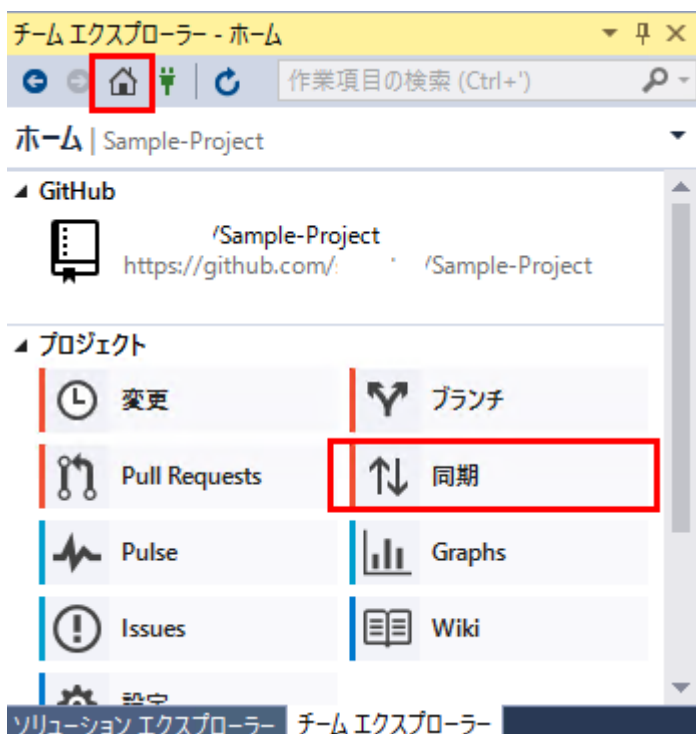 チーム エクスプローラー - ホーム
作業項目の検索 (Ctrl+')
ホーム | Sample-Project
GitHub
/Sample-Project
https://github.com/ /Sample-Project
プロジェクト
変更
ブランチ
Pull Requests
同期
Pulse
Graphs
Issues
Wiki
設定
ソリューション エクスプローラー
チーム エクスプローラー